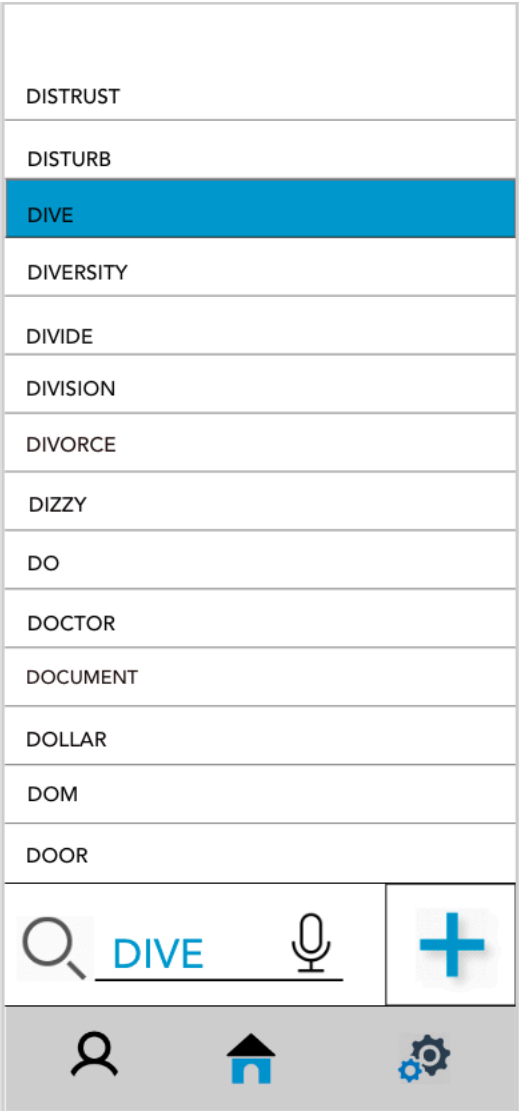 DISTRUST
DISTURB
DIVE
DIVERSITY
DIVIDE
DIVISION
DIVORCE
DIZZY
DO
DOCTOR
DOCUMENT
DOLLAR
DOM
DOOR
DIVE